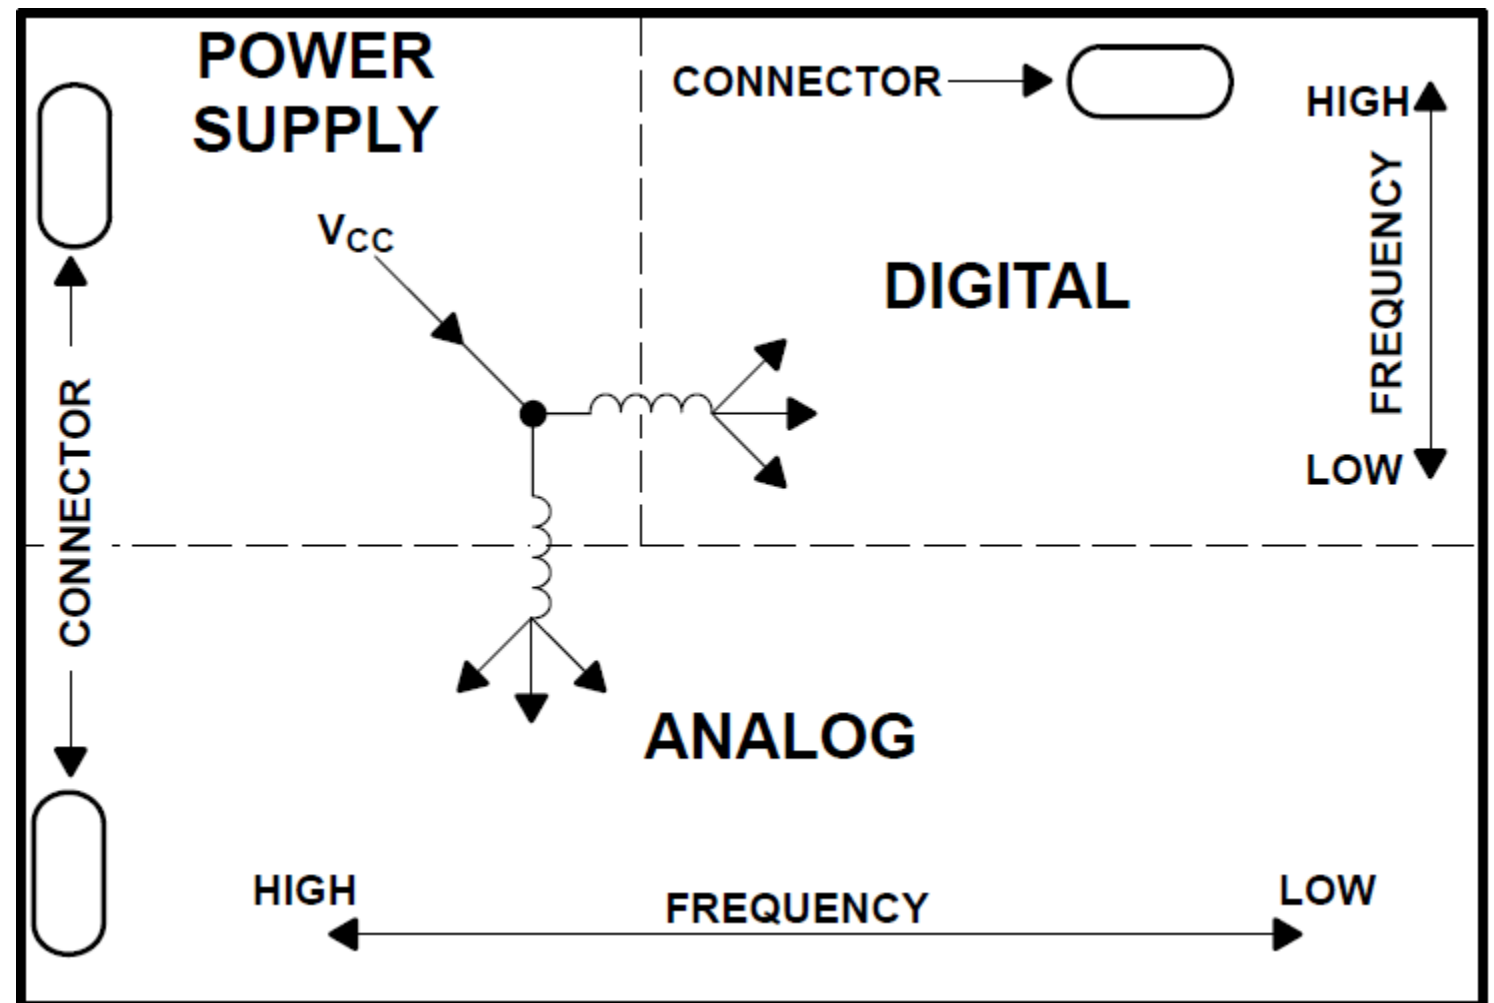 POWER
SUPPLY
CONNECTOR
HIGH
FREQUENCY
LOW
VCC
DIGITAL
CONNECTOR
ANALOG
HIGH
FREQUENCY
LOW